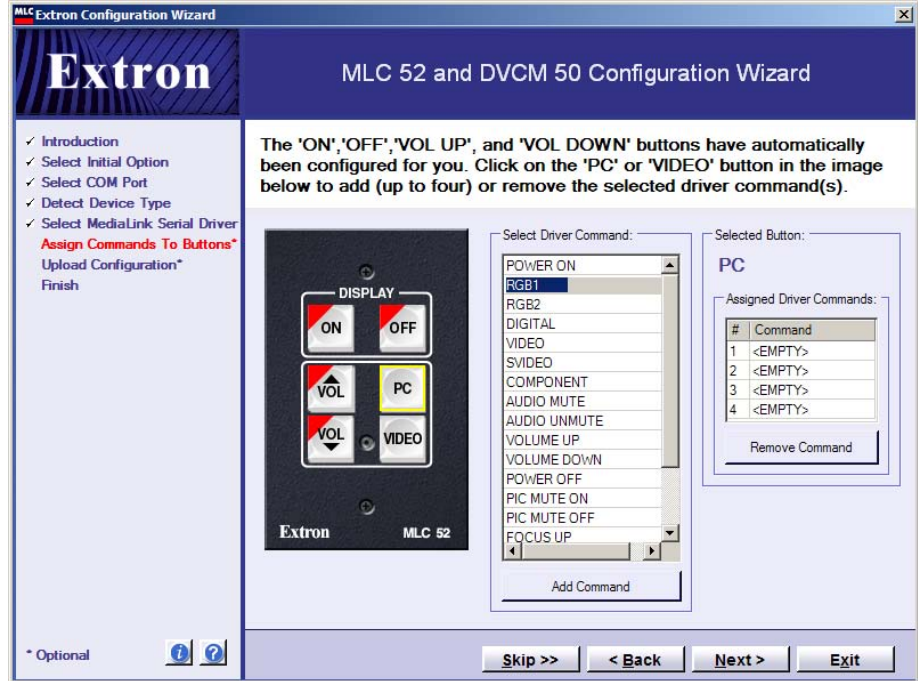 MLC Extron Configuration Wizard
Extron
MLC 52 and DVCM 50 Configuration Wizard
✓ Introduction
✓ Select Initial Option
✓ Select COM Port
✓ Detect Device Type
✓ Select MediaLink Serial Driver
Assign Commands To Buttons*
Upload Configuration*
Finish
* Optional
The 'ON','OFF','VOL UP', and 'VOL DOWN' buttons have automatically
been configured for you. Click on the 'PC' or 'VIDEO' button in the image
below to add (up to four) or remove the selected driver command(s).
DISPLAY
ON OFF
VOL PC
VOL VIDEO
Extron MLC 52
Select Driver Command:
POWER ON
RGB1
RGB2
DIGITAL
VIDEO
SVIDEO
COMPONENT
AUDIO MUTE
AUDIO UNMUTE
VOLUME UP
VOLUME DOWN
POWER OFF
PIC MUTE ON
PIC MUTE OFF
FOCUS UP
Add Command
Selected Button:
PC
Assigned Driver Commands:
# Command
1 <EMPTY>
2 <EMPTY>
3 <EMPTY>
4 <EMPTY>
Remove Command
Skip >> < Back Next > Exit